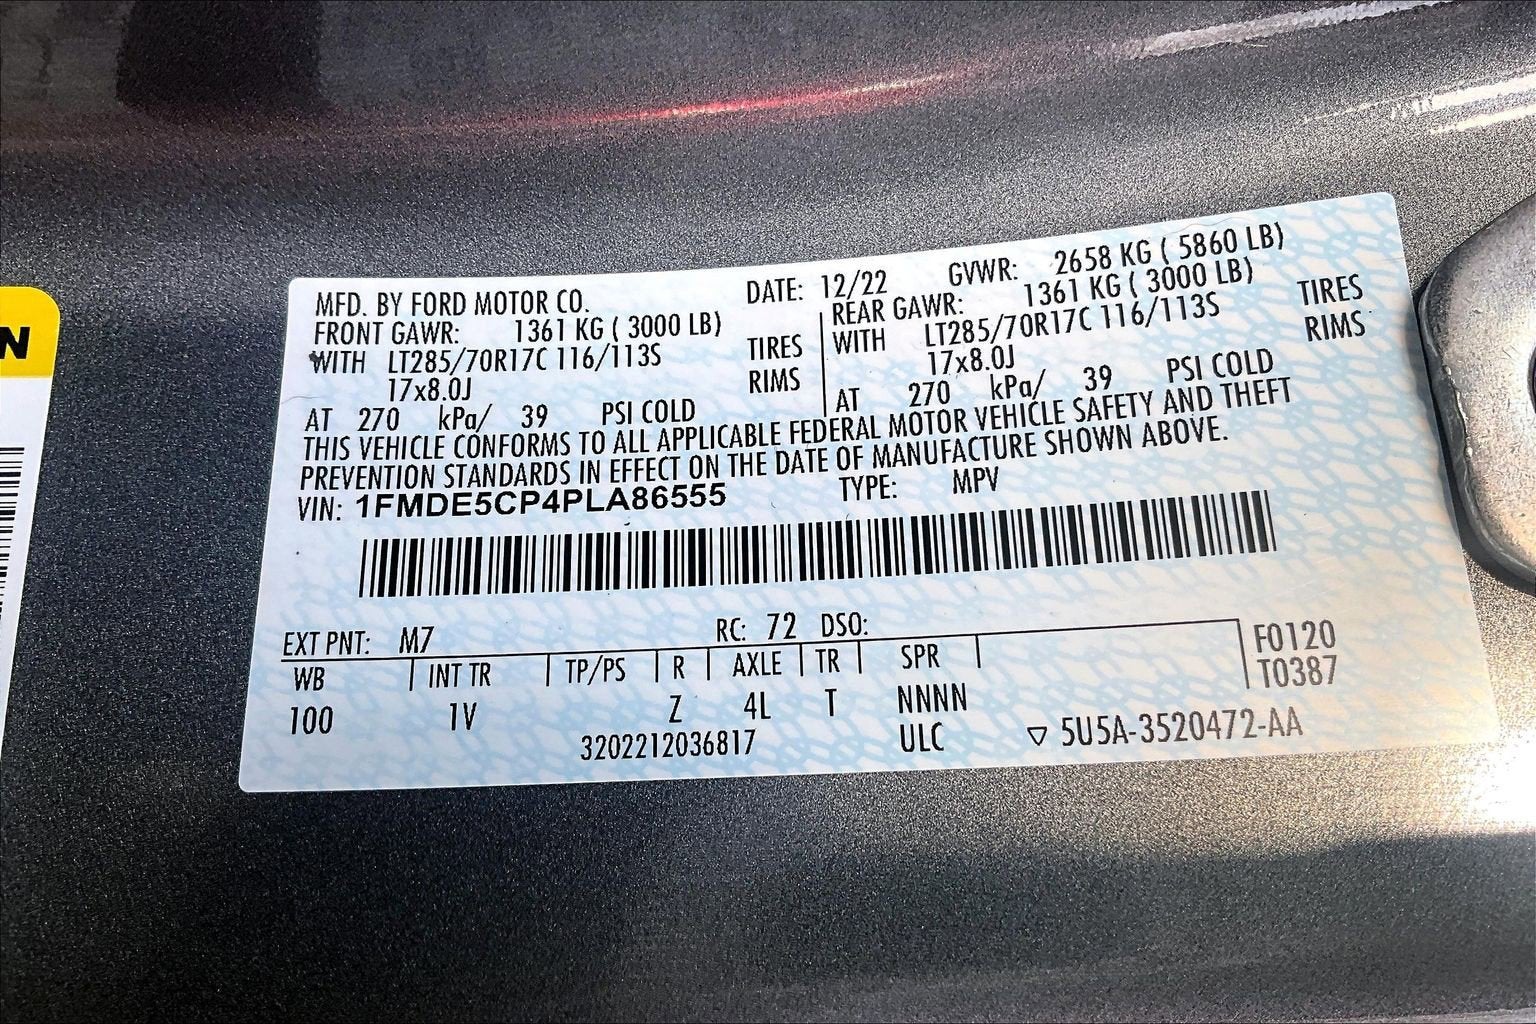 N
MFD. BY FORD MOTOR CO.
DATE: 12/22
GVWR: 2658 KG ( 5860 LB)
FRONT GAWR: 1361 KG ( 3000 LB)
WITH LT285/70R17C 116/113S TIRES
17x8.0J RIMS
AT 270 kPa/ 39 PSI COLD
REAR GAWR: 1361 KG ( 3000 LB)
WITH LT285/70R17C 116/113S TIRES
17x8.0J RIMS
AT 270 kPa/ 39 PSI COLD
THIS VEHICLE CONFORMS TO ALL APPLICABLE FEDERAL MOTOR VEHICLE SAFETY AND THEFT
PREVENTION STANDARDS IN EFFECT ON THE DATE OF MANUFACTURE SHOWN ABOVE.
VIN: 1FMDE5CP4PLA86555 TYPE: MPV
EXT PNT: M7 RC: 72 DSO:
WB INT TR TP/PS R AXLE TR SPR
100 1V Z 4L T NNNN
F0120
T0387
3202212036817 ULC ▽ 5U5A-3520472-AA